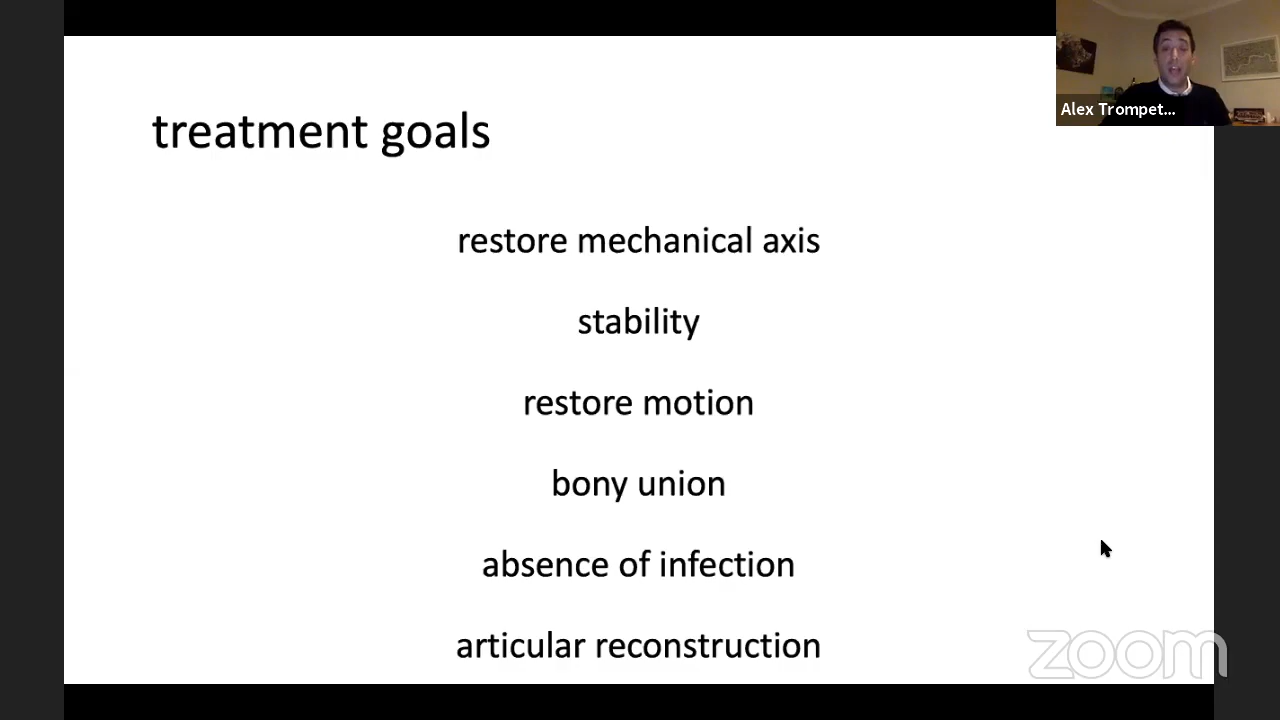 treatment goals
Alex Trompet...
restore mechanical axis
stability
restore motion
bony union
absence of infection
articular reconstruction
zoom